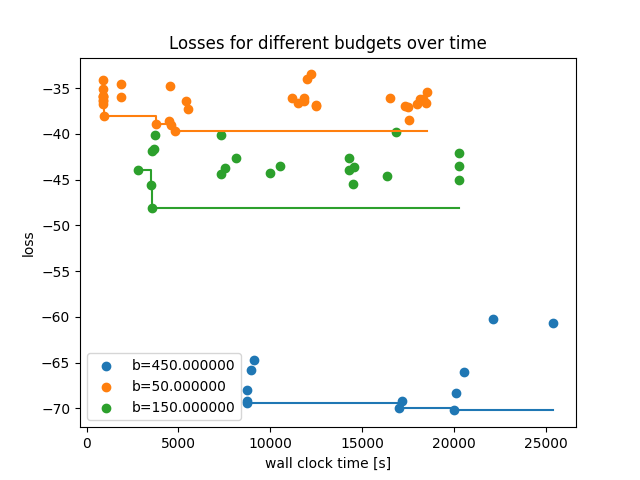 Losses for different budgets over time
loss
−35
−40
−45
−50
−55
−60
−65
−70
b=450.000000
b=50.000000
b=150.000000
0 5000 10000 15000 20000 25000
wall clock time [s]